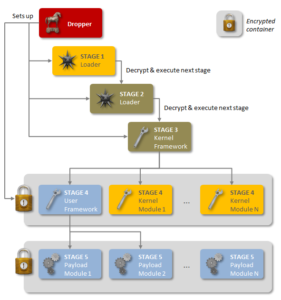 Sets up
Dropper
Encrypted
container
STAGE 1
Loader
Decrypt & execute next stage
STAGE 2
Loader
Decrypt & execute next stage
STAGE 3
Kernel
Framework
STAGE 4
User
Framework
STAGE 4
Kernel
Module 1
...
STAGE 4
Kernel
Module N
STAGE 5
Payload
Module 1
STAGE 5
Payload
Module 2
...
STAGE 5
Payload
Module N